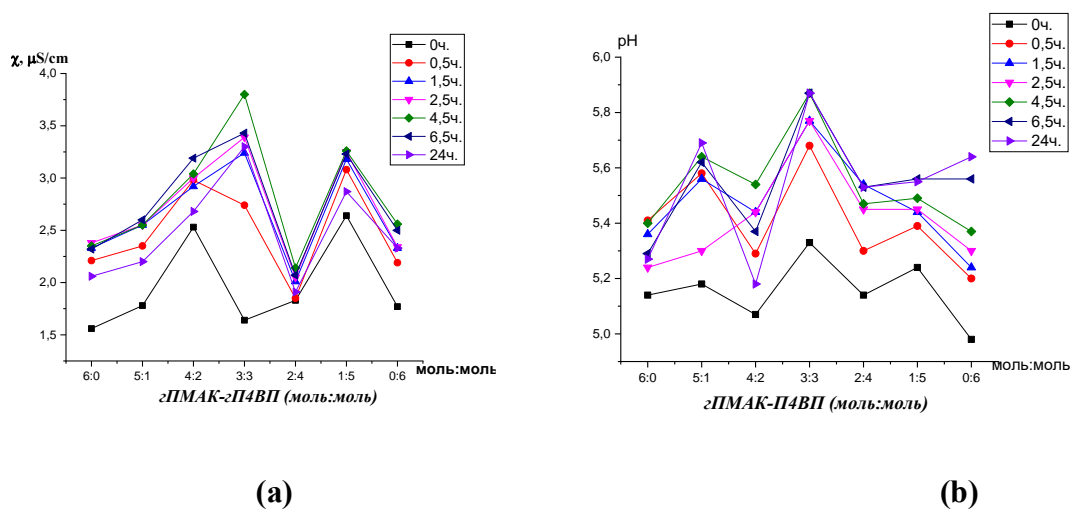 χ, μS/cm
4,0
3,5
3,0
2,5
2,0
1,5
6:0 5:1 4:2 3:3 2:4 1:5 0:6
моль:моль
гПМАК-гП4ВП (моль:моль)
0ч.
0,5ч.
1,5ч.
2,5ч.
4,5ч.
6,5ч.
24ч.
(a)
pH
6,0
5,8
5,6
5,4
5,2
5,0
6:0 5:1 4:2 3:3 2:4 1:5 0:6
моль:моль
гПМАК-П4ВП (моль:моль)
0ч.
0,5ч.
1,5ч.
2,5ч.
4,5ч.
6,5ч.
24ч.
(b)